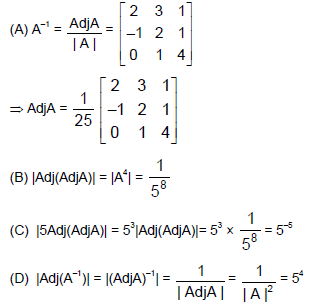 (A) A⁻¹ = AdjA / | A | = [2 3 1; –1 2 1; 0 1 4]
⇒ AdjA = 1/25 [2 3 1; –1 2 1; 0 1 4]
(B) |Adj(AdjA)| = |A⁴| = 1/5⁸
(C) |5Adj(AdjA)| = 5³|Adj(AdjA)| = 5³ × 1/5⁸ = 5⁻⁵
(D) |Adj(A⁻¹)| = |(AdjA)⁻¹| = 1/| AdjA | = 1/| A |² = 5⁴